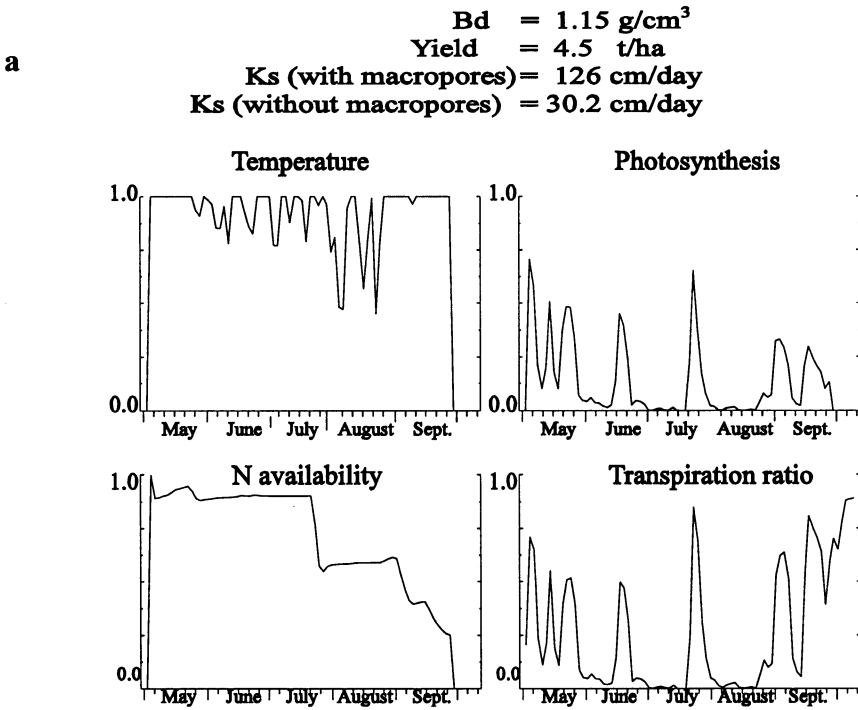 a
Bd = 1.15 g/cm³
Yield = 4.5 t/ha
Ks (with macropores)= 126 cm/day
Ks (without macropores) = 30.2 cm/day
Temperature
1.0
0.0
May June July August Sept.
Photosynthesis
1.0
0.0
May June July August Sept.
N availability
1.0
0.0
May June July August Sept.
Transpiration ratio
1.0
0.0
May June July August Sept.